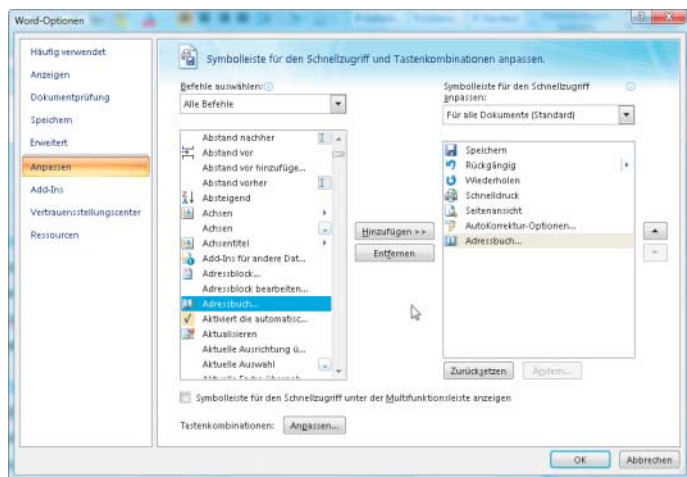 Word-Optionen
Häufig verwendet
Anzeigen
Dokumentprüfung
Speichern
Erweitert
Anpassen
Add-Ins
Vertrauensstellungscenter
Ressourcen
Symbolleiste für den Schnellzugriff und Tastenkombinationen anpassen.
Befehle auswählen:
Alle Befehle
Abstand nachher
Abstand vor
Abstand vor hinzufüge...
Abstand vorher
Absteigend
Achsen
Achsen
Achsentitel
Add-Ins für andere Dat...
Adressblock...
Adressblock bearbeiten...
Adressbuch...
Aktiviert die automatisc...
Aktualisieren
Aktuelle Ausrichtung ü...
Aktuelle Auswahl
Hinzufügen >>
Entfernen
Symbolleiste für den Schnellzugriff
anpassen:
Für alle Dokumente (Standard)
Speichern
Rückgängig
Wiederholen
Schnelldruck
Seitenansicht
AutoKorrektur-Optionen...
Adressbuch...
Zurücksetzen
Ändern...
Symbolleiste für den Schnellzugriff unter der Multifunktionsleiste anzeigen
Tastenkombinationen: Anpassen...
OK
Abbrechen